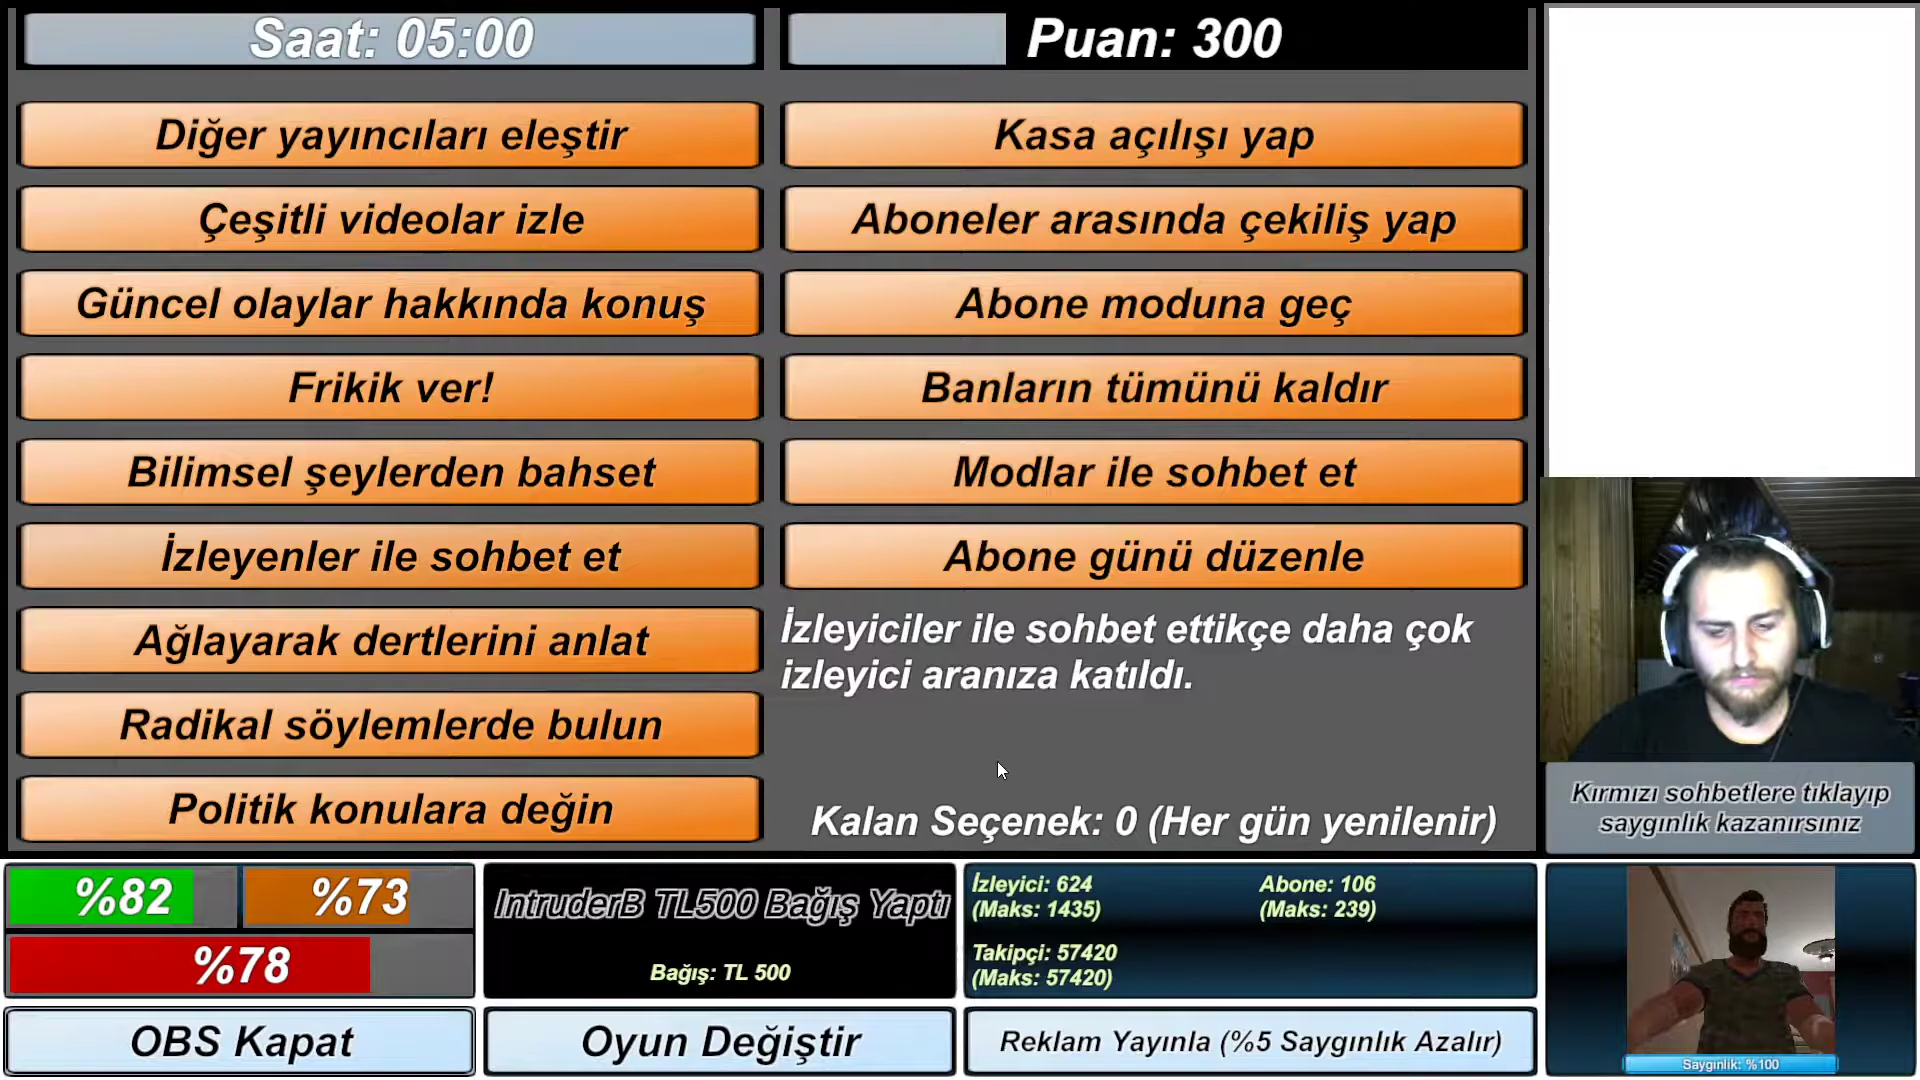 Saat: 05:00
Puan: 300
Diğer yayıncıları eleştir
Çeşitli videolar izle
Güncel olaylar hakkında konuş
Frikik ver!
Bilimsel şeylerden bahset
İzleyenler ile sohbet et
Ağlayarak dertlerini anlat
Radikal söylemlerde bulun
Politik konulara değin
Kasa açılışı yap
Aboneler arasında çekiliş yap
Abone moduna geç
Banların tümünü kaldır
Modlar ile sohbet et
Abone günü düzenle
İzleyiciler ile sohbet ettikçe daha çok
izleyici aranıza katıldı.
Kalan Seçenek: 0 (Her gün yenilenir)
Kırmızı sohbetlere tıklayıp
saygınlık kazanırsınız
%82
%73
%78
IntruderB TL500 Bağış Yaptı
Bağış: TL 500
İzleyici: 624
(Maks: 1435)
Abone: 106
(Maks: 239)
Takipçi: 57420
(Maks: 57420)
Saygınlik: %100
OBS Kapat
Oyun Değiştir
Reklam Yayınla (%5 Saygınlık Azalır)